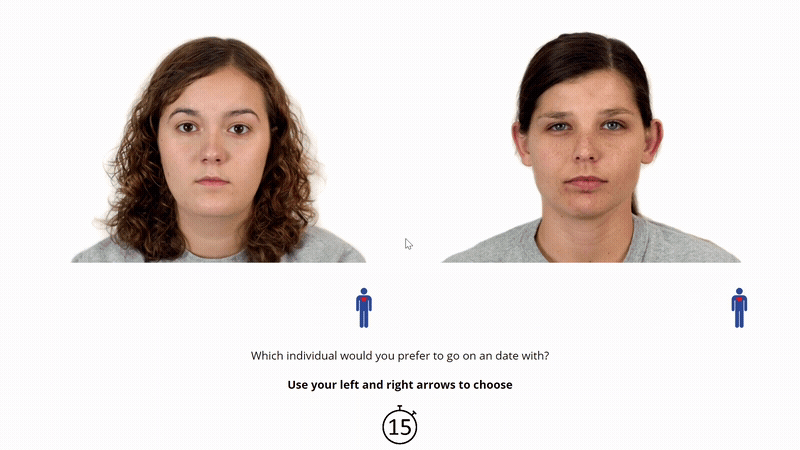 Which individual would you prefer to go on an date with?
Use your left and right arrows to choose
15